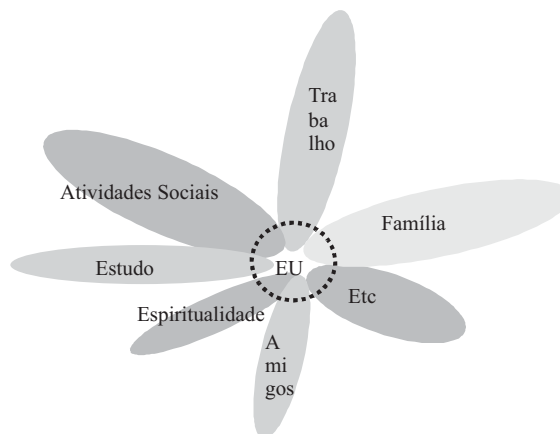 Tra
ba
lho
Atividades Sociais
Família
Estudo
EU
Etc
Espiritualidade
A
mi
gos